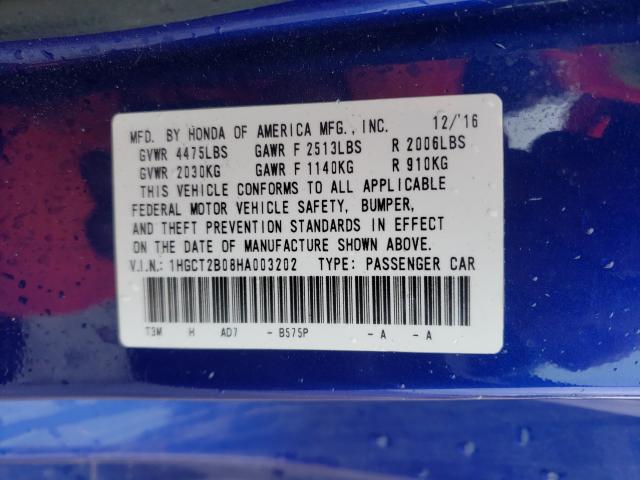 MFD. BY HONDA OF AMERICA MFG., INC. 12/'16
GVWR 4475LBS GAWR F 2513LBS R 2006LBS
GVWR 2030KG GAWR F 1140KG R 910KG
THIS VEHICLE CONFORMS TO ALL APPLICABLE
FEDERAL MOTOR VEHICLE SAFETY, BUMPER,
AND THEFT PREVENTION STANDARDS IN EFFECT
ON THE DATE OF MANUFACTURE SHOWN ABOVE.
V.I.N.: 1HGCT2B08HA003202 TYPE: PASSENGER CAR
T3M H AD7 - B575P - A - A